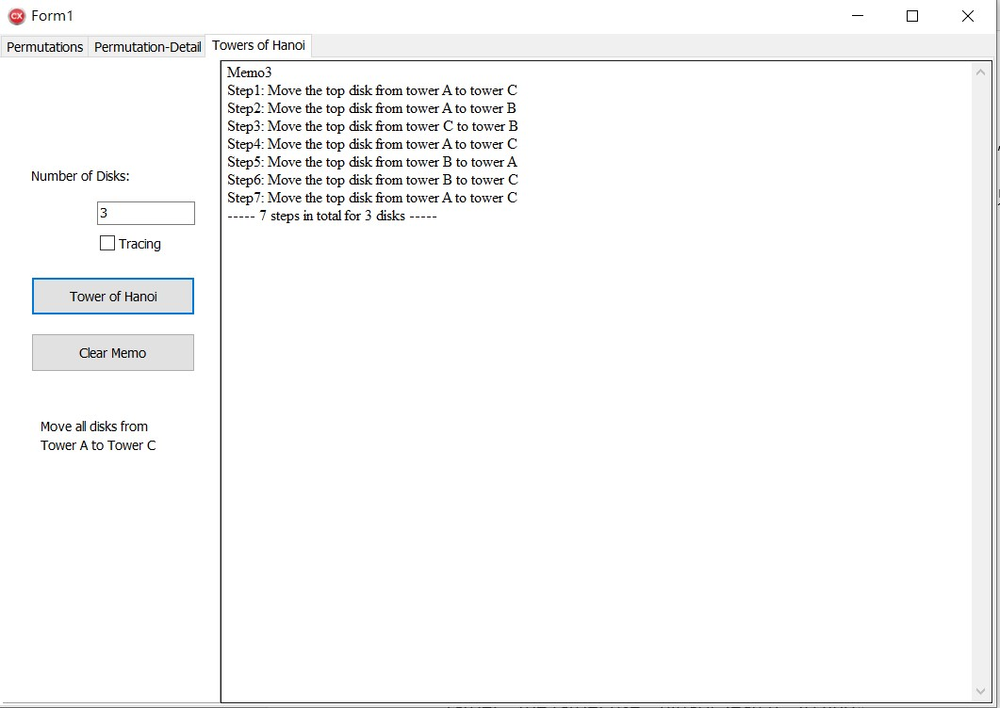 CX Form1
Permutations Permutation-Detail Towers of Hanoi
Memo3
Step1: Move the top disk from tower A to tower C
Step2: Move the top disk from tower A to tower B
Step3: Move the top disk from tower C to tower B
Step4: Move the top disk from tower A to tower C
Step5: Move the top disk from tower B to tower A
Step6: Move the top disk from tower B to tower C
Step7: Move the top disk from tower A to tower C
----- 7 steps in total for 3 disks -----
Number of Disks:
3
Tracing
Tower of Hanoi
Clear Memo
Move all disks from
Tower A to Tower C